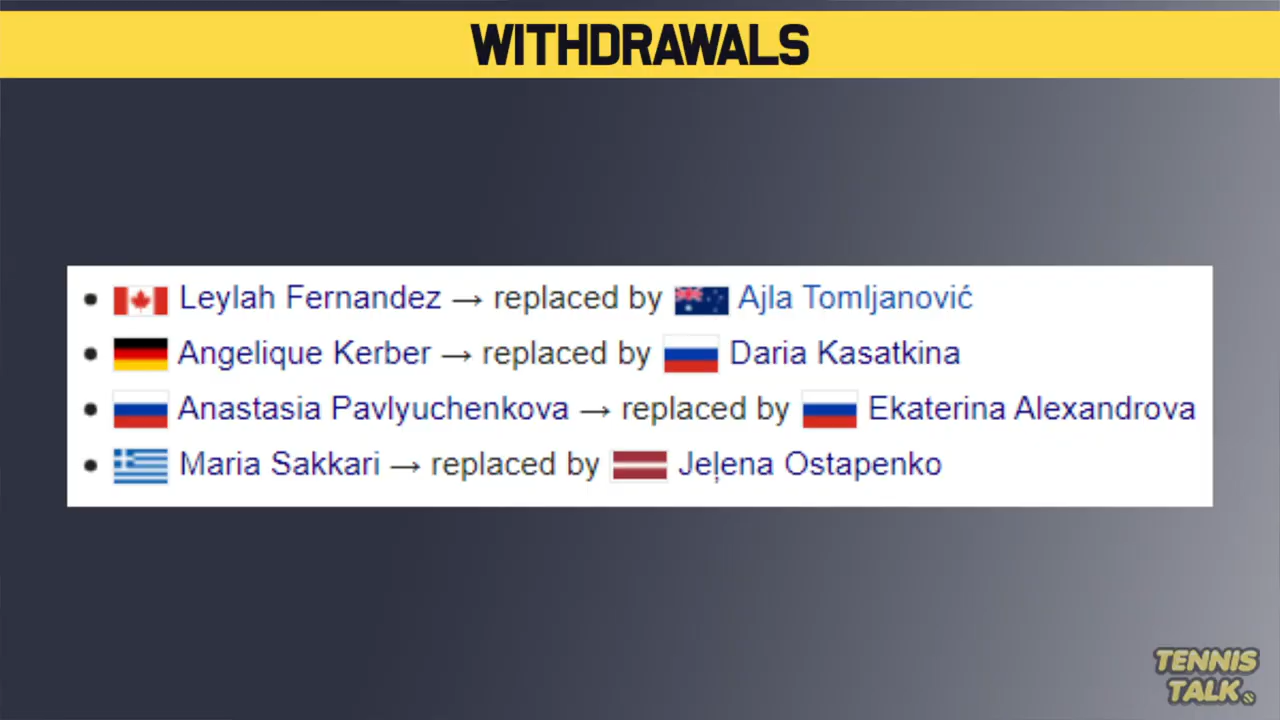 WITHDRAWALS
• Leylah Fernandez → replaced by Ajla Tomljanović
• Angelique Kerber → replaced by Daria Kasatkina
• Anastasia Pavlyuchenkova → replaced by Ekaterina Alexandrova
• Maria Sakkari → replaced by Jeļena Ostapenko
TENNIS
TALK